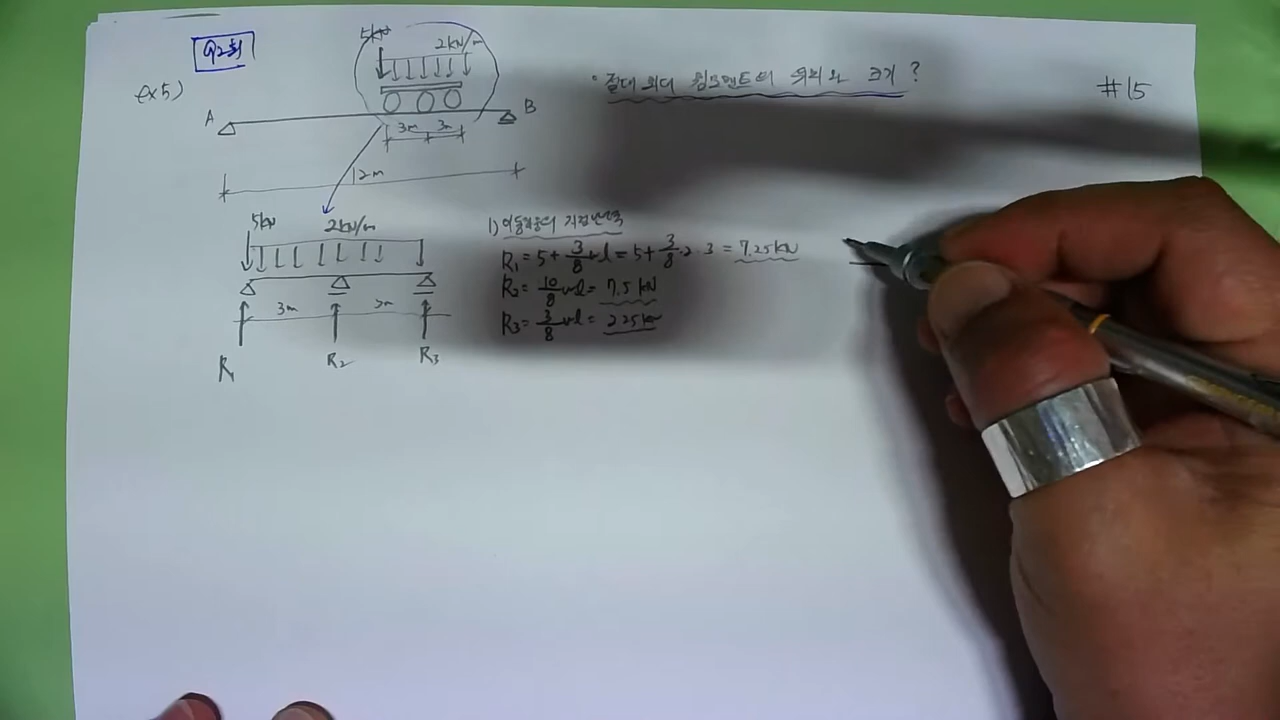 92회
ex5)
5kN
2kN/m
A
B
3m 3m
12m
• 절대 최대 휨모멘트의 위치와 크기?
#15
5kN
2kN/m
3m 3m
R₁
R₂
R₃
1) 이동하중의 지점반력
R₁ = 5 + 3/8 wl = 5 + 3/8 · 2 · 3 = 7.25kN
R₂ = 10/8 wl = 7.5 kN
R₃ = 3/8 wl = 2.25kN